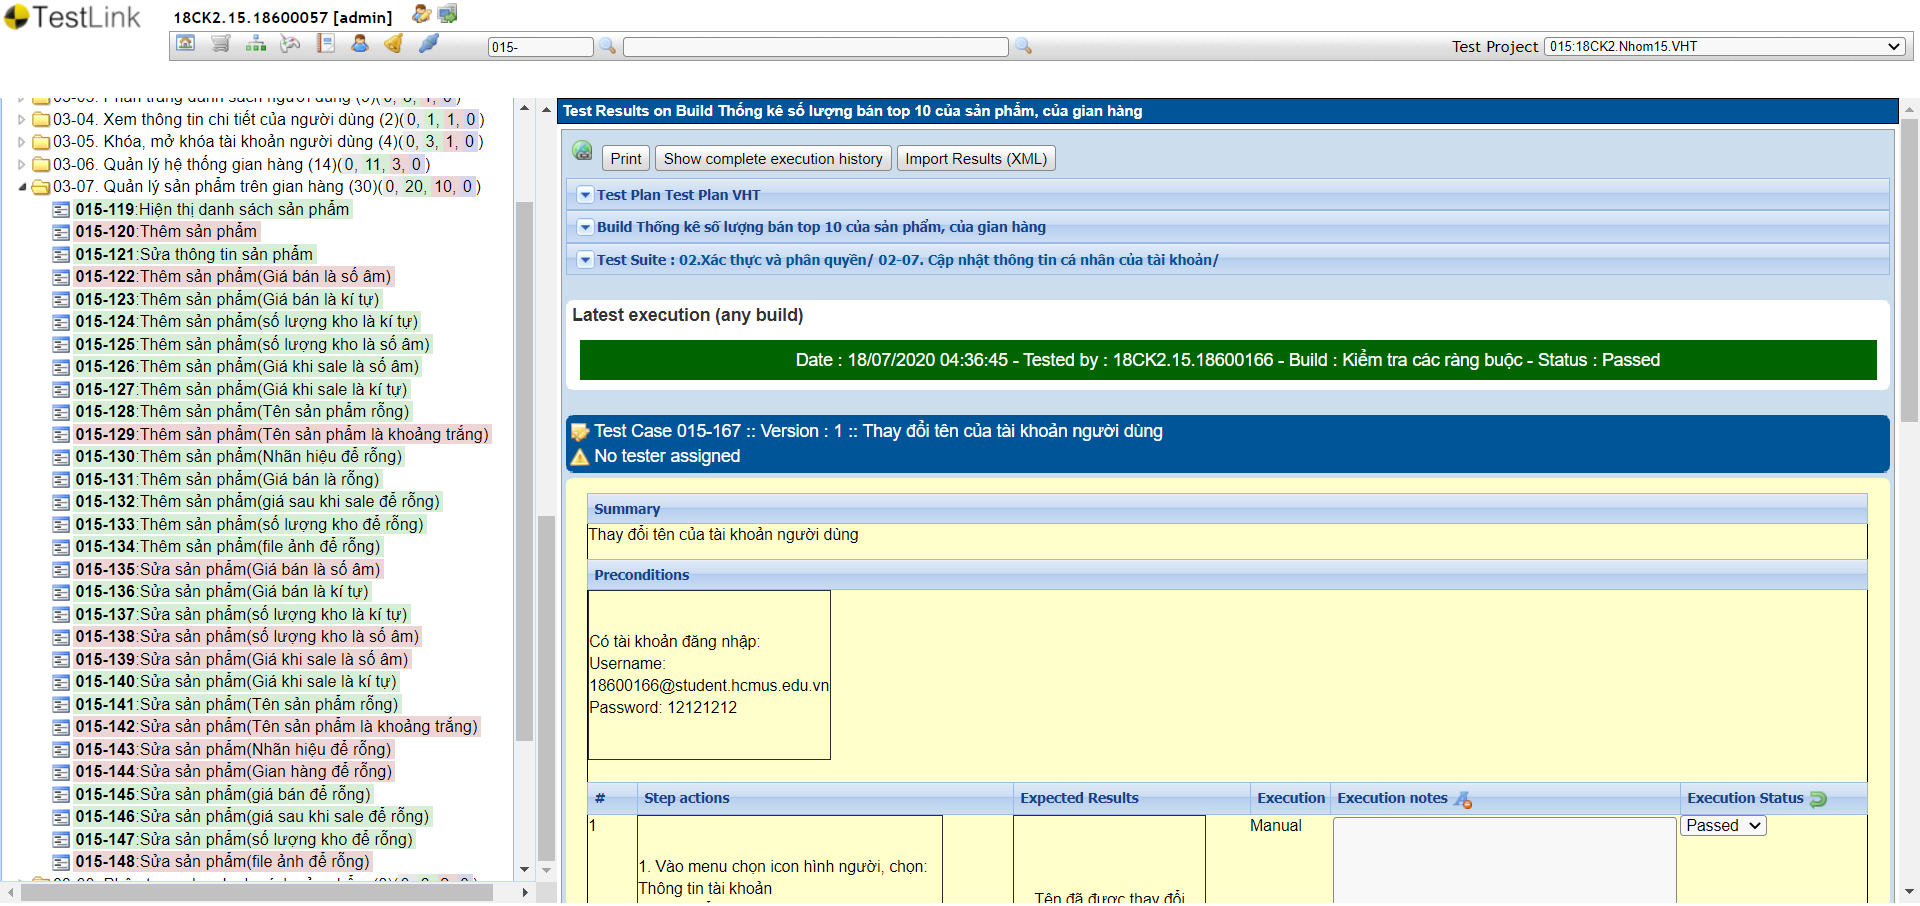 TestLink
18CK2.15.18600057 [admin]
015-
Test Project 015:18CK2.Nhom15.VHT
03-04. Xem thông tin chi tiết của người dùng (2)(0, 1, 1, 0)
03-05. Khóa, mở khóa tài khoản người dùng (4)(0, 3, 1, 0)
03-06. Quản lý hệ thống gian hàng (14)(0, 11, 3, 0)
03-07. Quản lý sản phẩm trên gian hàng (30)(0, 20, 10, 0)
015-119:Hiện thị danh sách sản phẩm
015-120:Thêm sản phẩm
015-121:Sửa thông tin sản phẩm
015-122:Thêm sản phẩm(Giá bán là số âm)
015-123:Thêm sản phẩm(Giá bán là kí tự)
015-124:Thêm sản phẩm(số lượng kho là kí tự)
015-125:Thêm sản phẩm(số lượng kho là số âm)
015-126:Thêm sản phẩm(Giá khi sale là số âm)
015-127:Thêm sản phẩm(Giá khi sale là kí tự)
015-128:Thêm sản phẩm(Tên sản phẩm rỗng)
015-129:Thêm sản phẩm(Tên sản phẩm là khoảng trắng)
015-130:Thêm sản phẩm(Nhãn hiệu để rỗng)
015-131:Thêm sản phẩm(Giá bán là rỗng)
015-132:Thêm sản phẩm(giá sau khi sale để rỗng)
015-133:Thêm sản phẩm(số lượng kho để rỗng)
015-134:Thêm sản phẩm(file ảnh để rỗng)
015-135:Sửa sản phẩm(Giá bán là số âm)
015-136:Sửa sản phẩm(Giá bán là kí tự)
015-137:Sửa sản phẩm(số lượng kho là kí tự)
015-138:Sửa sản phẩm(số lượng kho là số âm)
015-139:Sửa sản phẩm(Giá khi sale là số âm)
015-140:Sửa sản phẩm(Giá khi sale là kí tự)
015-141:Sửa sản phẩm(Tên sản phẩm rỗng)
015-142:Sửa sản phẩm(Tên sản phẩm là khoảng trắng)
015-143:Sửa sản phẩm(Nhãn hiệu để rỗng)
015-144:Sửa sản phẩm(Gian hàng để rỗng)
015-145:Sửa sản phẩm(giá bán để rỗng)
015-146:Sửa sản phẩm(giá sau khi sale để rỗng)
015-147:Sửa sản phẩm(số lượng kho để rỗng)
015-148:Sửa sản phẩm(file ảnh để rỗng)
Test Results on Build Thống kê số lượng bán top 10 của sản phẩm, của gian hàng
Print Show complete execution history Import Results (XML)
Test Plan Test Plan VHT
Build Thống kê số lượng bán top 10 của sản phẩm, của gian hàng
Test Suite : 02.Xác thực và phân quyền/ 02-07. Cập nhật thông tin cá nhân của tài khoản/
Latest execution (any build)
Date : 18/07/2020 04:36:45 - Tested by : 18CK2.15.18600166 - Build : Kiểm tra các ràng buộc - Status : Passed
Test Case 015-167 :: Version : 1 :: Thay đổi tên của tài khoản người dùng
No tester assigned
Summary
Thay đổi tên của tài khoản người dùng
Preconditions
Có tài khoản đăng nhập:
Username:
18600166@student.hcmus.edu.vn
Password: 12121212
# Step actions Expected Results Execution Execution notes Execution Status
1 Manual Passed
1. Vào menu chọn icon hình người, chọn:
Thông tin tài khoản
Tên đã được thay đổi